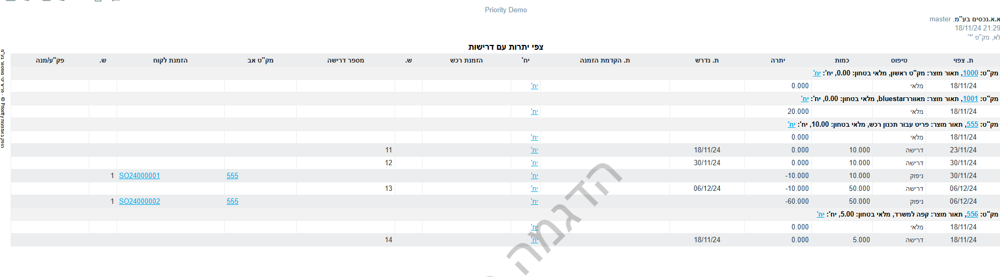 Priority Demo
א.א.נכסים בע"מ, master
18/11/24 21:29
לא, מק"ט '*'
צפי יתרות עם דרישות
ת. צפוי טיפוס כמות יתרה ת. נדרש ת. הקדמת הזמנה יח' הזמנת רכש ש. מספר דרישה מק"ט אב הזמנת לקוח ש. פק"ע/מנה
מק"ט: 1000, תאור מוצר: מק"ט ראשון, מלאי בטחון: 0.00, יח': יח'
18/11/24 מלאי 0.000 יח'
מק"ט: 1001, תאור מוצר: מאווררbluestar, מלאי בטחון: 0.00, יח': יח'
18/11/24 מלאי 20.000 יח'
מק"ט: 555, תאור מוצר: פריט עבור תכנון רכש, מלאי בטחון: 10.00, יח': יח'
18/11/24 מלאי 0.000 יח'
23/11/24 דרישה 10.000 0.000 18/11/24 יח' 11
30/11/24 דרישה 10.000 0.000 30/11/24 יח' 12
30/11/24 ניפוק 10.000 -10.000 יח' 555 SO24000001 1
06/12/24 דרישה 50.000 -10.000 06/12/24 יח' 13
06/12/24 ניפוק 50.000 -60.000 יח' 555 SO24000002 1
מק"ט: 556, תאור מוצר: קפה למשרד, מלאי בטחון: 5.00, יח': יח'
18/11/24 מלאי 0.000 יח'
18/11/24 דרישה 5.000 0.000 18/11/24 יח' 14
הדגמה